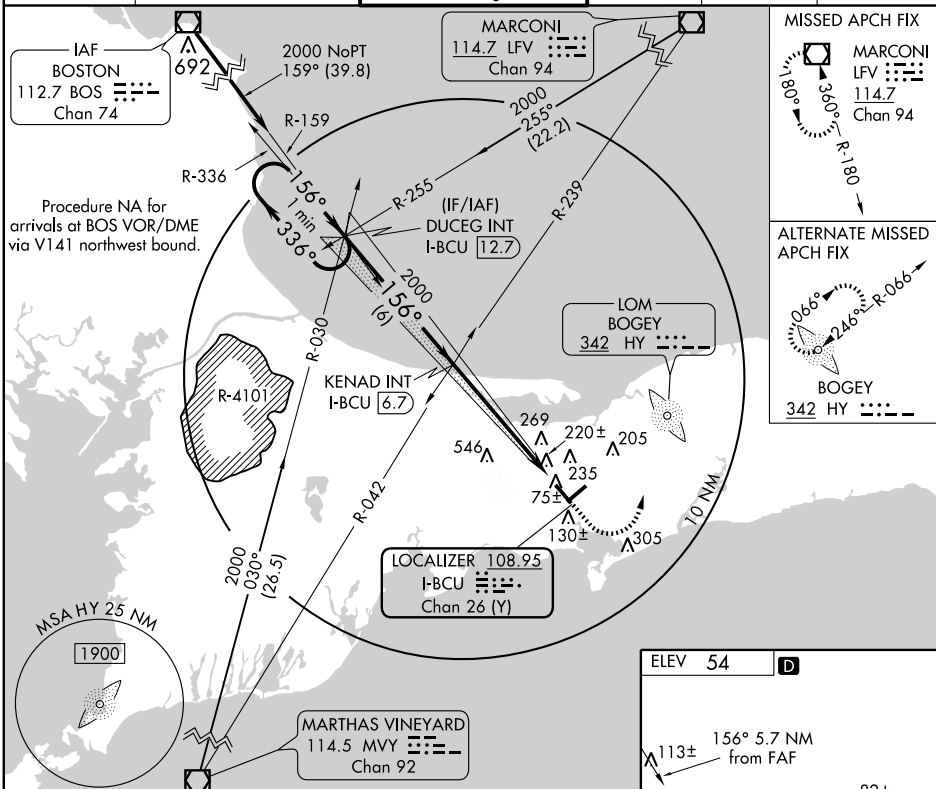 IAF
BOSTON
112.7 BOS
Chan 74
692
2000 NoPT
159° (39.8)
MARCONI
114.7 LFV
Chan 94
2000
255°
(22.2)
R-159
R-336
R-255
R-239
156°
1 min
336°
Procedure NA for
arrivals at BOS VOR/DME
via V141 northwest bound.
(IF/IAF)
DUCEG INT
I-BCU 12.7
2000
156°
(6)
LOM
BOGEY
342 HY
R-030
R-4101
KENAD INT
I-BCU 6.7
269
220±
205
546
235
75±
130±
305
10 NM
R-042
2000
030°
(26.5)
LOCALIZER 108.95
I-BCU
Chan 26 (Y)
MSA HY 25 NM
1900
MARTHAS VINEYARD
114.5 MVY
Chan 92
MISSED APCH FIX
MARCONI
LFV
114.7
Chan 94
180°
360°
R-180
ALTERNATE MISSED
APCH FIX
066°
246°
R-066
BOGEY
342 HY
ELEV 54
D
113±
156° 5.7 NM
from FAF